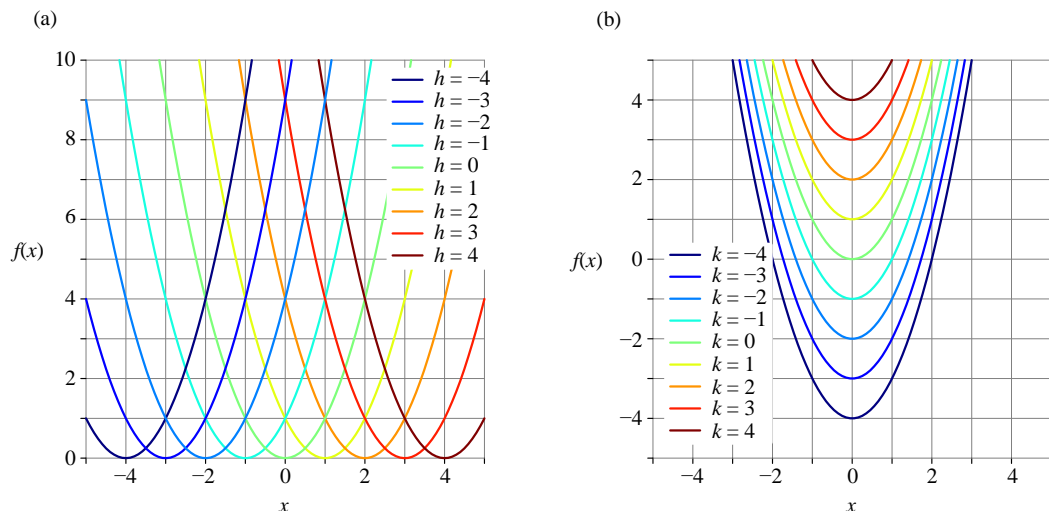 (a)
10
8
6
4
2
0
f(x)
−4
−2
0
2
4
x
h = −4
h = −3
h = −2
h = −1
h = 0
h = 1
h = 2
h = 3
h = 4
(b)
4
2
0
−2
−4
f(x)
−4
−2
0
2
4
x
k = −4
k = −3
k = −2
k = −1
k = 0
k = 1
k = 2
k = 3
k = 4